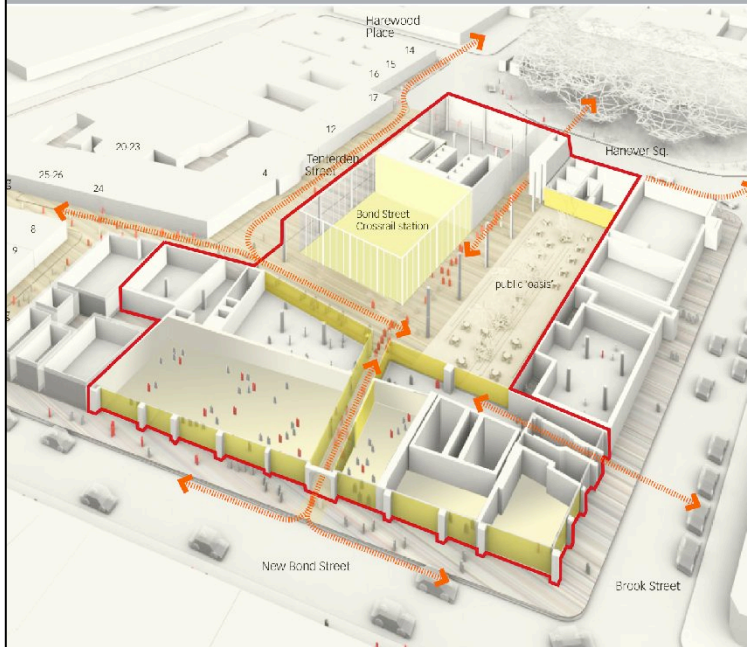 Harewood
Place
14
15
16
17
12
20-23
Tenterden
Street
4
Hanover Sq.
25-26
24
8
9
Bond Street
Crossrail station
public "oasis"
New Bond Street
Brook Street